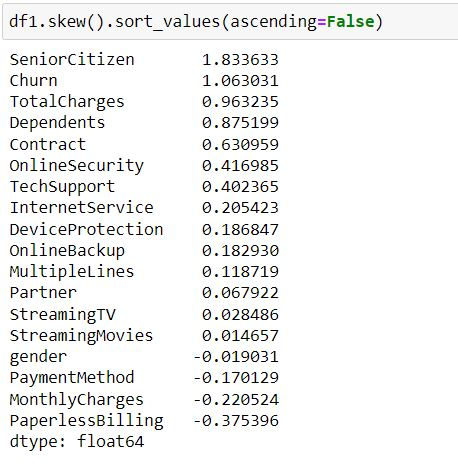 df1.skew().sort_values(ascending=False)
SeniorCitizen 1.833633
Churn 1.063031
TotalCharges 0.963235
Dependents 0.875199
Contract 0.630959
OnlineSecurity 0.416985
TechSupport 0.402365
InternetService 0.205423
DeviceProtection 0.186847
OnlineBackup 0.182930
MultipleLines 0.118719
Partner 0.067922
StreamingTV 0.028486
StreamingMovies 0.014657
gender -0.019031
PaymentMethod -0.170129
MonthlyCharges -0.220524
PaperlessBilling -0.375396
dtype: float64